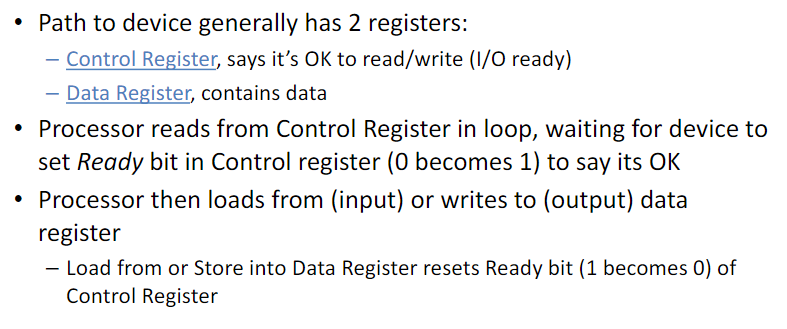 • Path to device generally has 2 registers:
– Control Register, says it’s OK to read/write (I/O ready)
– Data Register, contains data
• Processor reads from Control Register in loop, waiting for device to
set Ready bit in Control register (0 becomes 1) to say its OK
• Processor then loads from (input) or writes to (output) data
register
– Load from or Store into Data Register resets Ready bit (1 becomes 0) of
Control Register